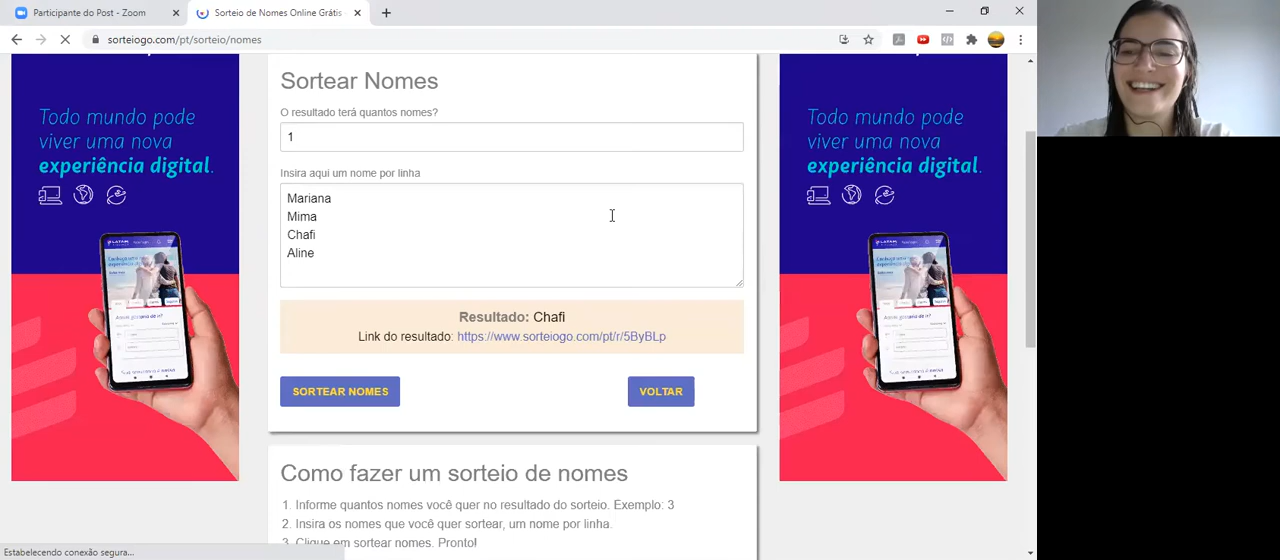 Participante do Post - Zoom
Sorteio de Nomes Online Grátis -
sorteiogo.com/pt/sorteio/nomes
Todo mundo pode
viver uma nova
experiência digital.
LATAM
Sortear Nomes
O resultado terá quantos nomes?
1
Insira aqui um nome por linha
Mariana
Mima
Chafi
Aline
Resultado: Chafi
Link do resultado: https://www.sorteiogo.com/pt/r/5ByBLp
SORTEAR NOMES
VOLTAR
Como fazer um sorteio de nomes
1. Informe quantos nomes você quer no resultado do sorteio. Exemplo: 3
2. Insira os nomes que você quer sortear, um nome por linha.
3. Clique em sortear nomes. Pronto!
Todo mundo pode
viver uma nova
experiência digital.
LATAM
Estabelecendo conexão segura...